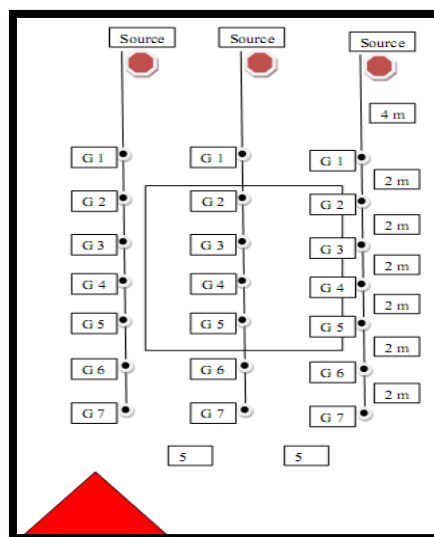 Source Source Source
4 m
G 1 G 1 G 1
2 m
G 2 G 2 G 2
2 m
G 3 G 3 G 3
2 m
G 4 G 4 G 4
2 m
G 5 G 5 G 5
2 m
G 6 G 6 G 6
2 m
G 7 G 7 G 7
5 5